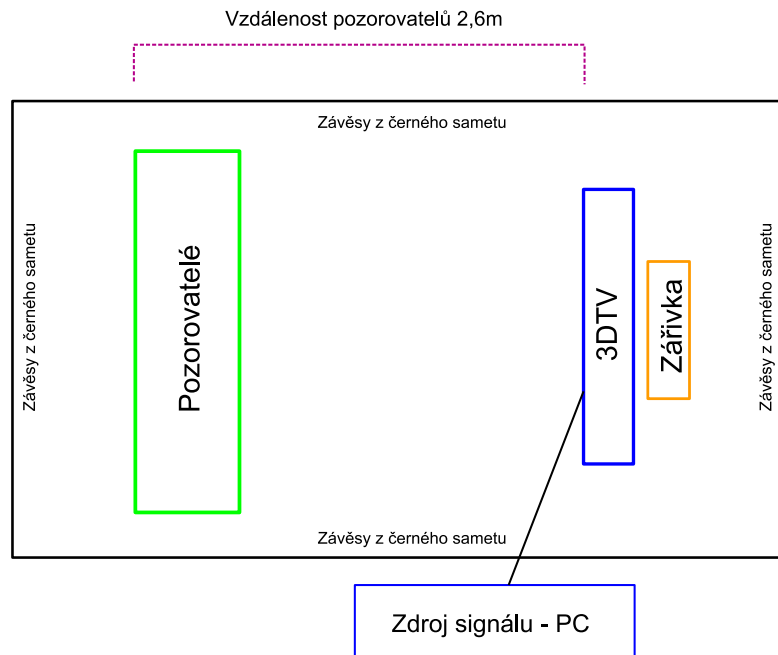 Vzdálenost pozorovatelů 2,6m
Závěsy z černého sametu
Závěsy z černého sametu
Pozorovatelé
3DTV
Zářivka
Závěsy z černého sametu
Závěsy z černého sametu
Zdroj signálu - PC